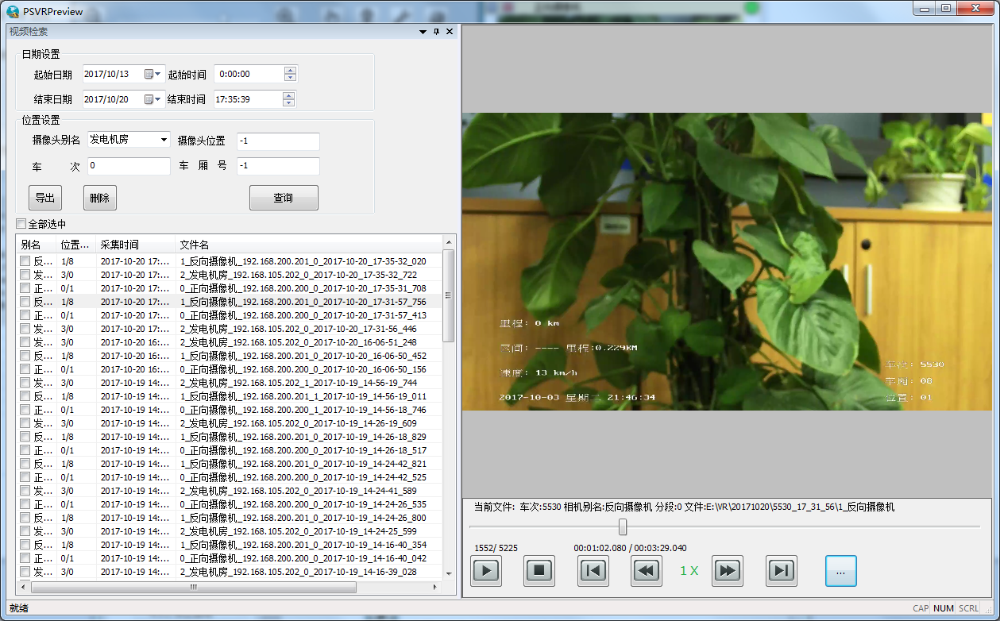 PSVRPreview
视频检索
日期设置
起始日期 2017/10/13 起始时间 0:00:00
结束日期 2017/10/20 结束时间 17:35:39
位置设置
摄像头别名 发电机房 摄像头位置 -1
车 次 0 车 厢 号 -1
导出 删除 查询
全部选中
别名 位置... 采集时间 文件名
反... 1/8 2017-10-20 17:... 1_反向摄像机_192.168.200.201_0_2017-10-20_17-35-32_020
发... 3/0 2017-10-20 17:... 2_发电机房_192.168.105.202_0_2017-10-20_17-35-32_722
正... 0/1 2017-10-20 17:... 0_正向摄像机_192.168.200.200_0_2017-10-20_17-35-31_708
反... 1/8 2017-10-20 17:... 1_反向摄像机_192.168.200.201_0_2017-10-20_17-31-57_756
正... 0/1 2017-10-20 17:... 0_正向摄像机_192.168.200.200_0_2017-10-20_17-31-57_413
发... 3/0 2017-10-20 17:... 2_发电机房_192.168.105.202_0_2017-10-20_17-31-56_446
发... 3/0 2017-10-20 16:... 2_发电机房_192.168.105.202_0_2017-10-20_16-06-51_248
反... 1/8 2017-10-20 16:... 1_反向摄像机_192.168.200.201_0_2017-10-20_16-06-50_452
正... 0/1 2017-10-20 16:... 0_正向摄像机_192.168.200.200_0_2017-10-20_16-06-50_156
发... 3/0 2017-10-19 14:... 2_发电机房_192.168.105.202_1_2017-10-19_14-56-19_744
反... 1/8 2017-10-19 14:... 1_反向摄像机_192.168.200.201_1_2017-10-19_14-56-19_011
正... 0/1 2017-10-19 14:... 0_正向摄像机_192.168.200.200_1_2017-10-19_14-56-18_746
发... 3/0 2017-10-19 14:... 2_发电机房_192.168.105.202_0_2017-10-19_14-26-19_609
反... 1/8 2017-10-19 14:... 1_反向摄像机_192.168.200.201_0_2017-10-19_14-26-18_829
正... 0/1 2017-10-19 14:... 0_正向摄像机_192.168.200.200_0_2017-10-19_14-26-18_517
反... 1/8 2017-10-19 14:... 1_反向摄像机_192.168.200.201_0_2017-10-19_14-24-42_821
正... 0/1 2017-10-19 14:... 0_正向摄像机_192.168.200.200_0_2017-10-19_14-24-42_525
发... 3/0 2017-10-19 14:... 2_发电机房_192.168.105.202_0_2017-10-19_14-24-41_589
正... 0/1 2017-10-19 14:... 0_正向摄像机_192.168.200.200_0_2017-10-19_14-24-26_535
反... 1/8 2017-10-19 14:... 1_反向摄像机_192.168.200.201_0_2017-10-19_14-24-26_800
发... 3/0 2017-10-19 14:... 2_发电机房_192.168.105.202_0_2017-10-19_14-24-25_599
反... 1/8 2017-10-19 14:... 1_反向摄像机_192.168.200.201_0_2017-10-19_14-16-40_354
正... 0/1 2017-10-19 14:... 0_正向摄像机_192.168.200.200_0_2017-10-19_14-16-40_042
发... 3/0 2017-10-19 14:... 2_发电机房_192.168.105.202_0_2017-10-19_14-16-39_028
里程: 0 km
区间: ---- 里程:0.229KM
速度: 13 km/h
2017-10-03 星期二 21:46:34
车次: 5530
车厢: 08
位置: 01
当前文件: 车次:5530 相机别名:反向摄像机 分段:0 文件:E:\VR\20171020\5530_17_31_56\1_反向摄像机
1552/ 5225 00:01:02.080 / 00:03:29.040
1 X ...
就绪 CAP NUM SCRL